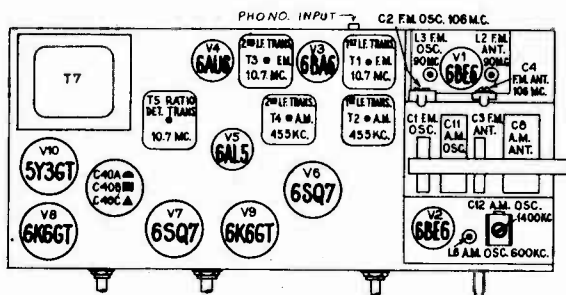 PHONO. INPUT
C2 F.M. OSC. 106 M.C.
T7
V4
6AU6
2ND I.F. TRANS.
T3 F.M.
10.7 MC.
V3
6BA6
1ST I.F. TRANS.
T1 F.M.
10.7 MC.
L3 F.M.
OSC.
90MC.
V1
6BE6
L2 F.M.
ANT.
90MC.
C4
F.M. ANT.
106 MC.
T5 RATIO
DET. TRANS.
10.7 MC.
2ND I.F. TRANS.
T4 A.M.
455KC.
1ST I.F. TRANS.
T2 A.M.
455KC.
C1 F.M.
OSC.
C11
A.M.
OSC.
C3 F.M.
ANT.
C8
A.M.
ANT.
V5
6AL5
V10
5Y3GT
C40A
C40B
C40C
V6
6SQ7
V8
6K6GT
V7
6SQ7
V9
6K6GT
V2
6BE6
C12 A.M. OSC.
1400KC
L6 A.M. OSC. 600KC.